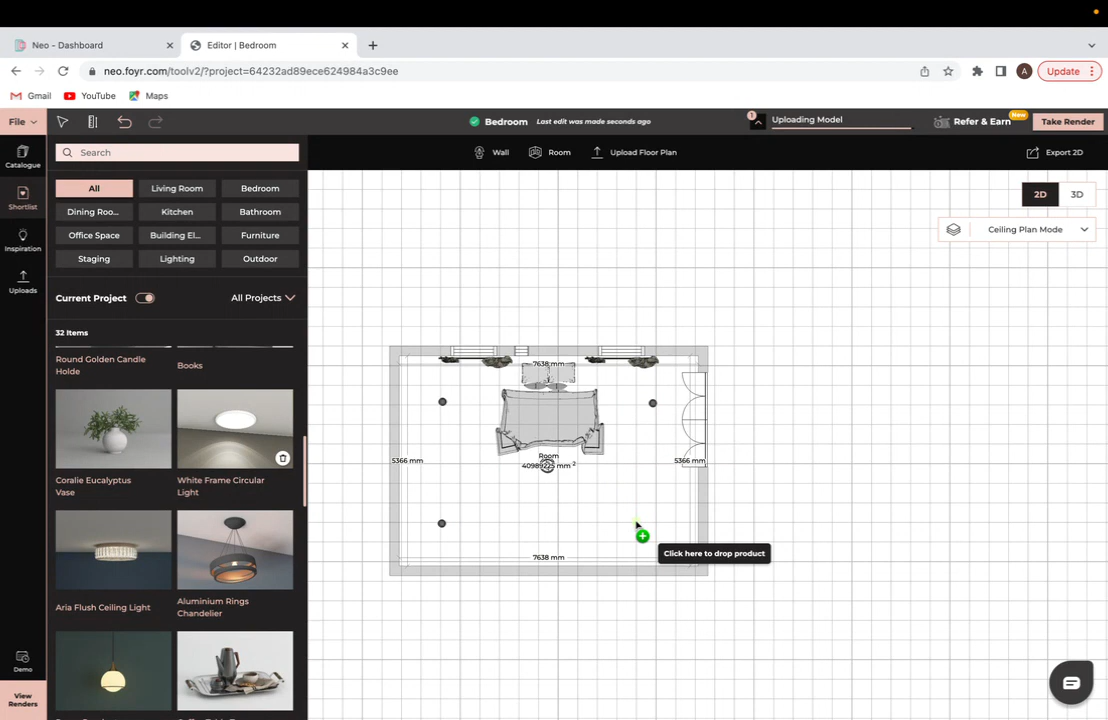 Neo - Dashboard
Editor | Bedroom
neo.foyr.com/toolv2/?project=64232ad89ece624984a3c9ee
A
Update
Gmail
YouTube
Maps
File
Bedroom
Last edit was made seconds ago
1
Uploading Model
Refer & Earn
New
Take Render
Catalogue
Search
Wall
Room
Upload Floor Plan
Export 2D
All
Living Room
Bedroom
2D
3D
Shortlist
Dining Roo...
Kitchen
Bathroom
Office Space
Building El...
Furniture
Ceiling Plan Mode
Inspiration
Staging
Lighting
Outdoor
Uploads
Current Project
All Projects
32 Items
Round Golden Candle
Holde
Books
7638 mm
Room
5366 mm
5366 mm
Coralie Eucalyptus
Vase
White Frame Circular
Light
Click here to drop product
7638 mm
Aria Flush Ceiling Light
Aluminium Rings
Chandelier
Demo
View
Renders